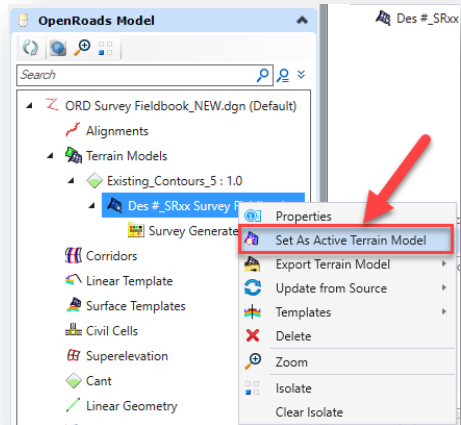 OpenRoads Model
Des #_SRxx
Search
ORD Survey Fieldbook_NEW.dgn (Default)
Alignments
Terrain Models
Existing_Contours_5 : 1.0
Des #_SRxx Survey
Survey Generate
Corridors
Linear Template
Surface Templates
Civil Cells
Superelevation
Cant
Linear Geometry
Properties
Set As Active Terrain Model
Export Terrain Model
Update from Source
Templates
Delete
Zoom
Isolate
Clear Isolate